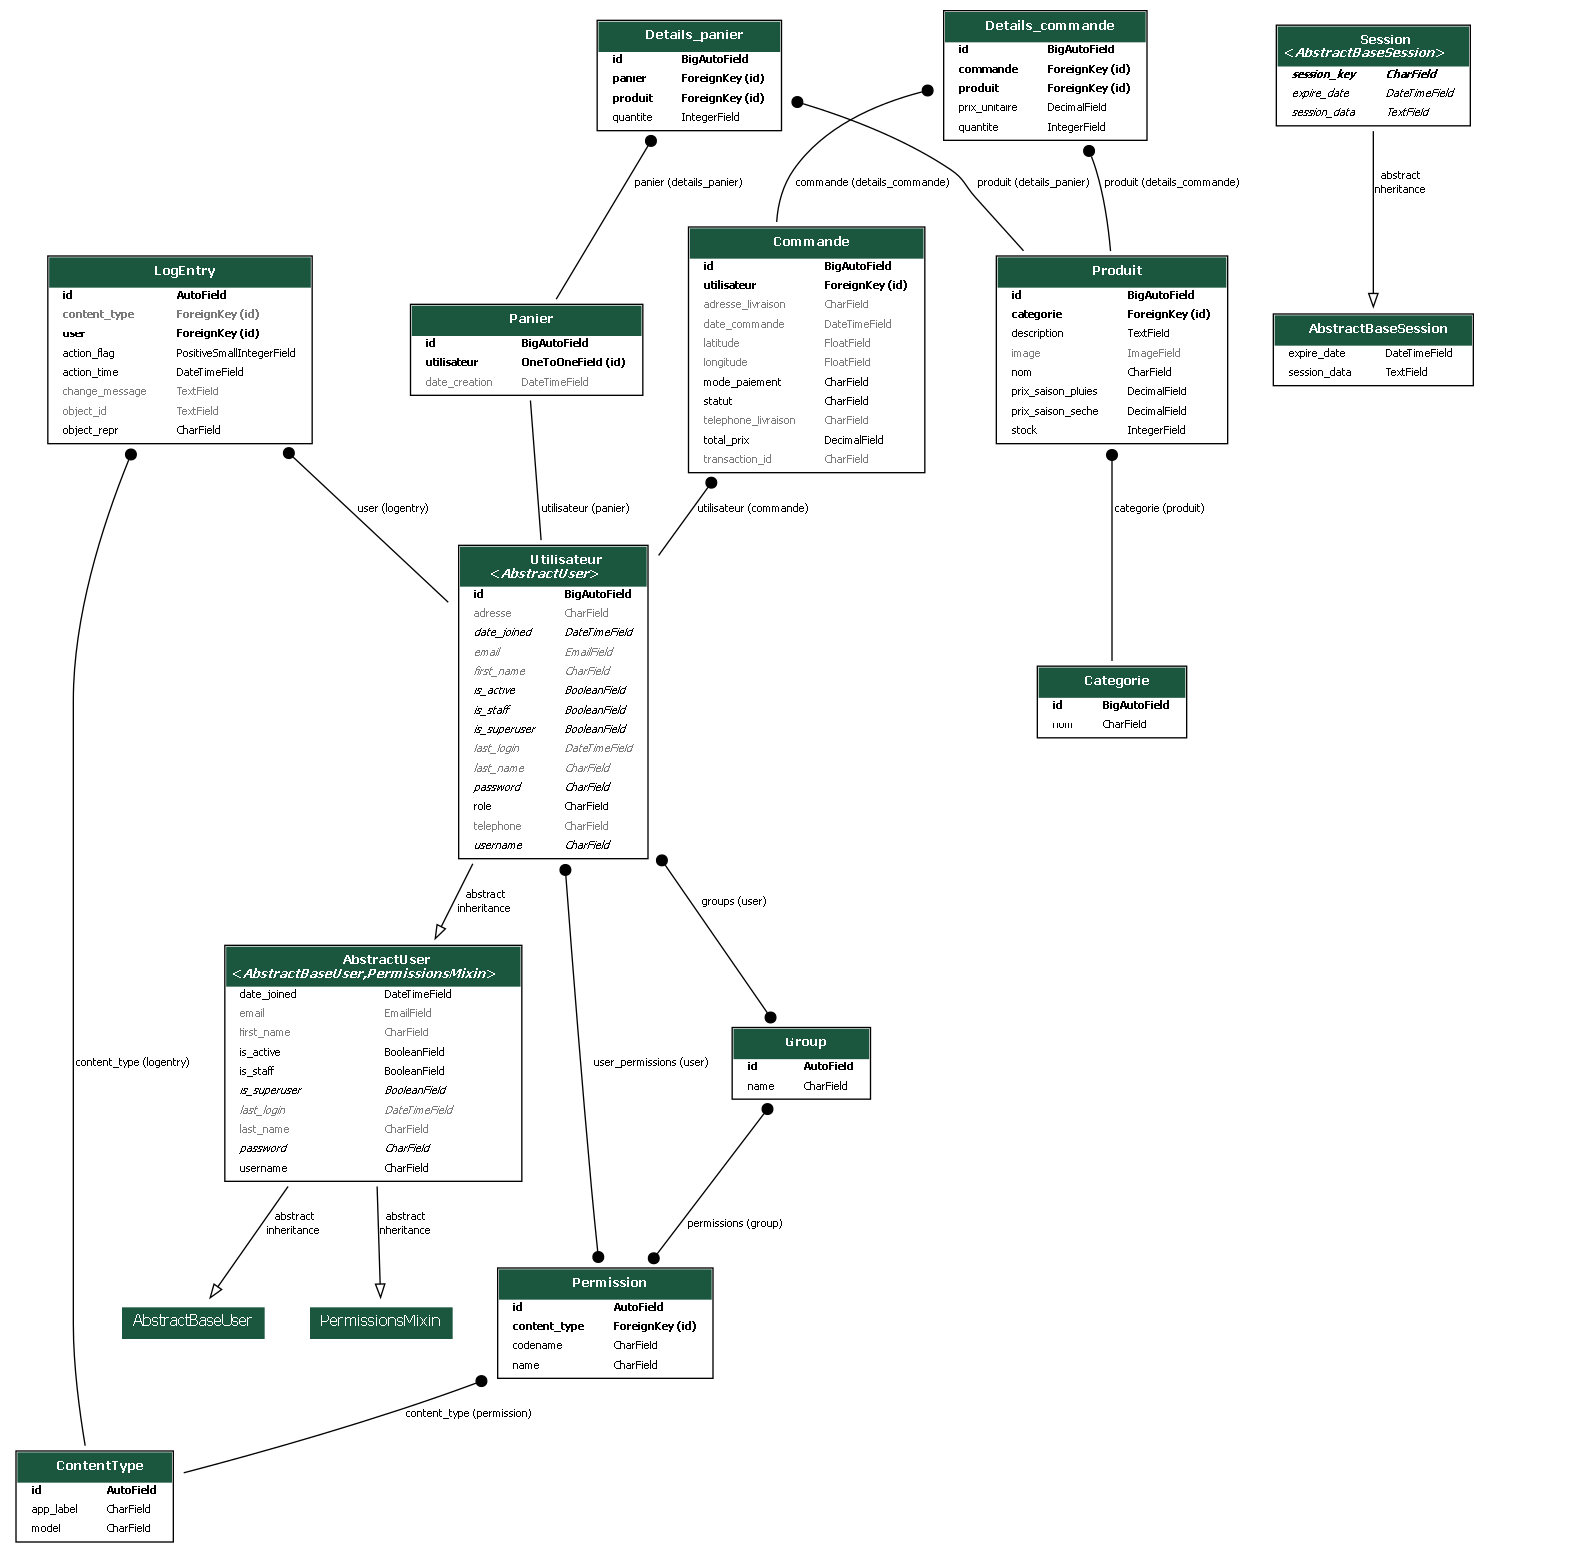 Details_panier
id BigAutoField
panier ForeignKey (id)
produit ForeignKey (id)
quantite IntegerField
Details_commande
id BigAutoField
commande ForeignKey (id)
produit ForeignKey (id)
prix_unitaire DecimalField
quantite IntegerField
Session
<AbstractBaseSession>
session_key CharField
expire_date DateTimeField
session_data TextField
panier (details_panier)
commande (details_commande)
produit (details_panier)
produit (details_commande)
abstract
inheritance
LogEntry
id AutoField
content_type ForeignKey (id)
user ForeignKey (id)
action_flag PositiveSmallIntegerField
action_time DateTimeField
change_message TextField
object_id TextField
object_repr CharField
Panier
id BigAutoField
utilisateur OneToOneField (id)
date_creation DateTimeField
Commande
id BigAutoField
utilisateur ForeignKey (id)
adresse_livraison CharField
date_commande DateTimeField
latitude FloatField
longitude FloatField
mode_paiement CharField
statut CharField
telephone_livraison CharField
total_prix DecimalField
transaction_id CharField
Produit
id BigAutoField
categorie ForeignKey (id)
description TextField
image ImageField
nom CharField
prix_saison_pluies DecimalField
prix_saison_seche DecimalField
stock IntegerField
AbstractBaseSession
expire_date DateTimeField
session_data TextField
user (logentry)
utilisateur (panier)
utilisateur (commande)
categorie (produit)
Utilisateur
<AbstractUser>
id BigAutoField
adresse CharField
date_joined DateTimeField
email EmailField
first_name CharField
is_active BooleanField
is_staff BooleanField
is_superuser BooleanField
last_login DateTimeField
last_name CharField
password CharField
role CharField
telephone CharField
username CharField
Categorie
id BigAutoField
nom CharField
abstract
inheritance
groups (user)
AbstractUser
<AbstractBaseUser,PermissionsMixin>
date_joined DateTimeField
email EmailField
first_name CharField
is_active BooleanField
is_staff BooleanField
is_superuser BooleanField
last_login DateTimeField
last_name CharField
password CharField
username CharField
content_type (logentry)
user_permissions (user)
Group
id AutoField
name CharField
abstract
inheritance
abstract
inheritance
permissions (group)
AbstractBaseUser
PermissionsMixin
Permission
id AutoField
content_type ForeignKey (id)
codename CharField
name CharField
content_type (permission)
ContentType
id AutoField
app_label CharField
model CharField